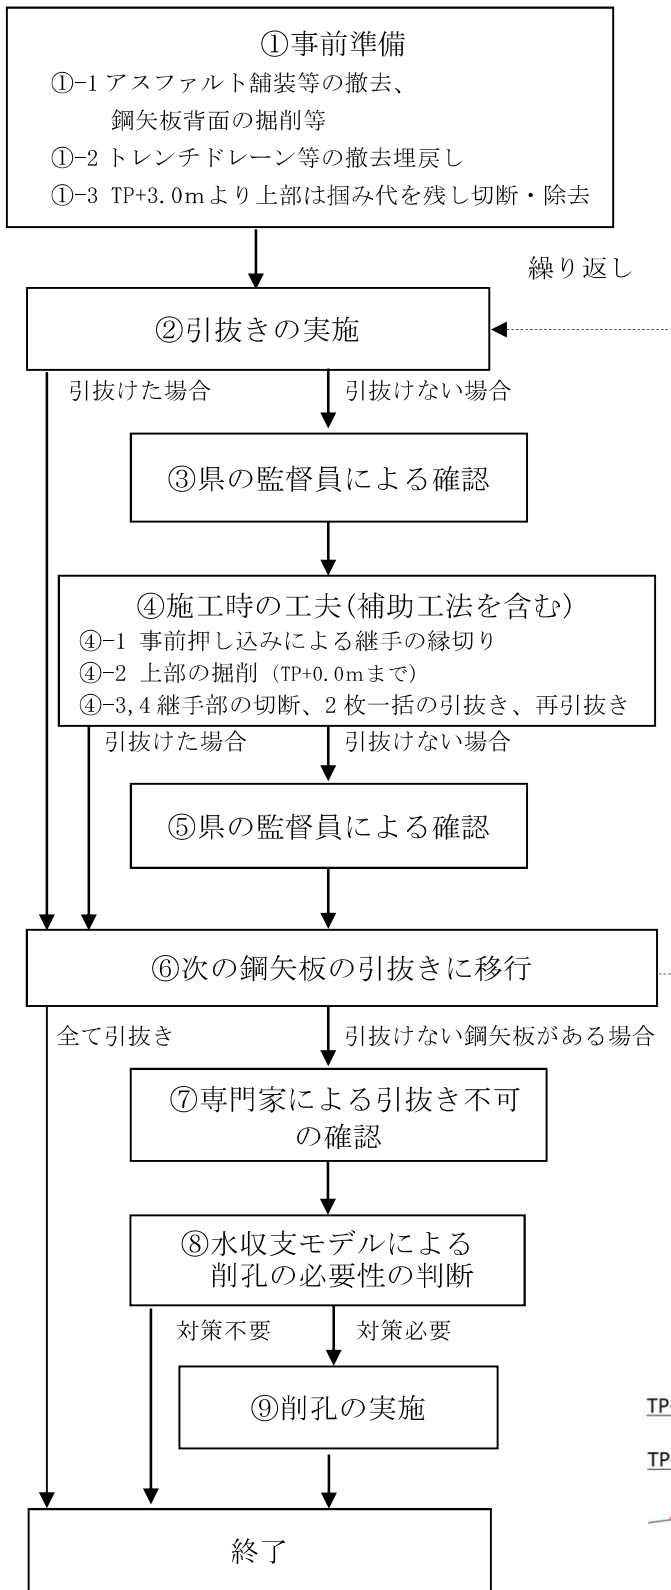 ①事前準備
①-1 アスファルト舗装等の撤去、
鋼矢板背面の掘削等
①-2 トレンチドレーン等の撤去埋戻し
①-3 TP+3.0mより上部は掴み代を残し切断・除去
繰り返し
②引抜きの実施
引抜けた場合
引抜けない場合
③県の監督員による確認
④施工時の工夫(補助工法を含む)
④-1 事前押し込みによる継手の縁切り
④-2 上部の掘削（TP+0.0mまで）
④-3,4 継手部の切断、2 枚一括の引抜き、再引抜き
引抜けた場合
引抜けない場合
⑤県の監督員による確認
⑥次の鋼矢板の引抜きに移行
全て引抜き
引抜けない鋼矢板がある場合
⑦専門家による引抜き不可
の確認
⑧水収支モデルによる
削孔の必要性の判断
対策不要
対策必要
⑨削孔の実施
TP
TP
終了